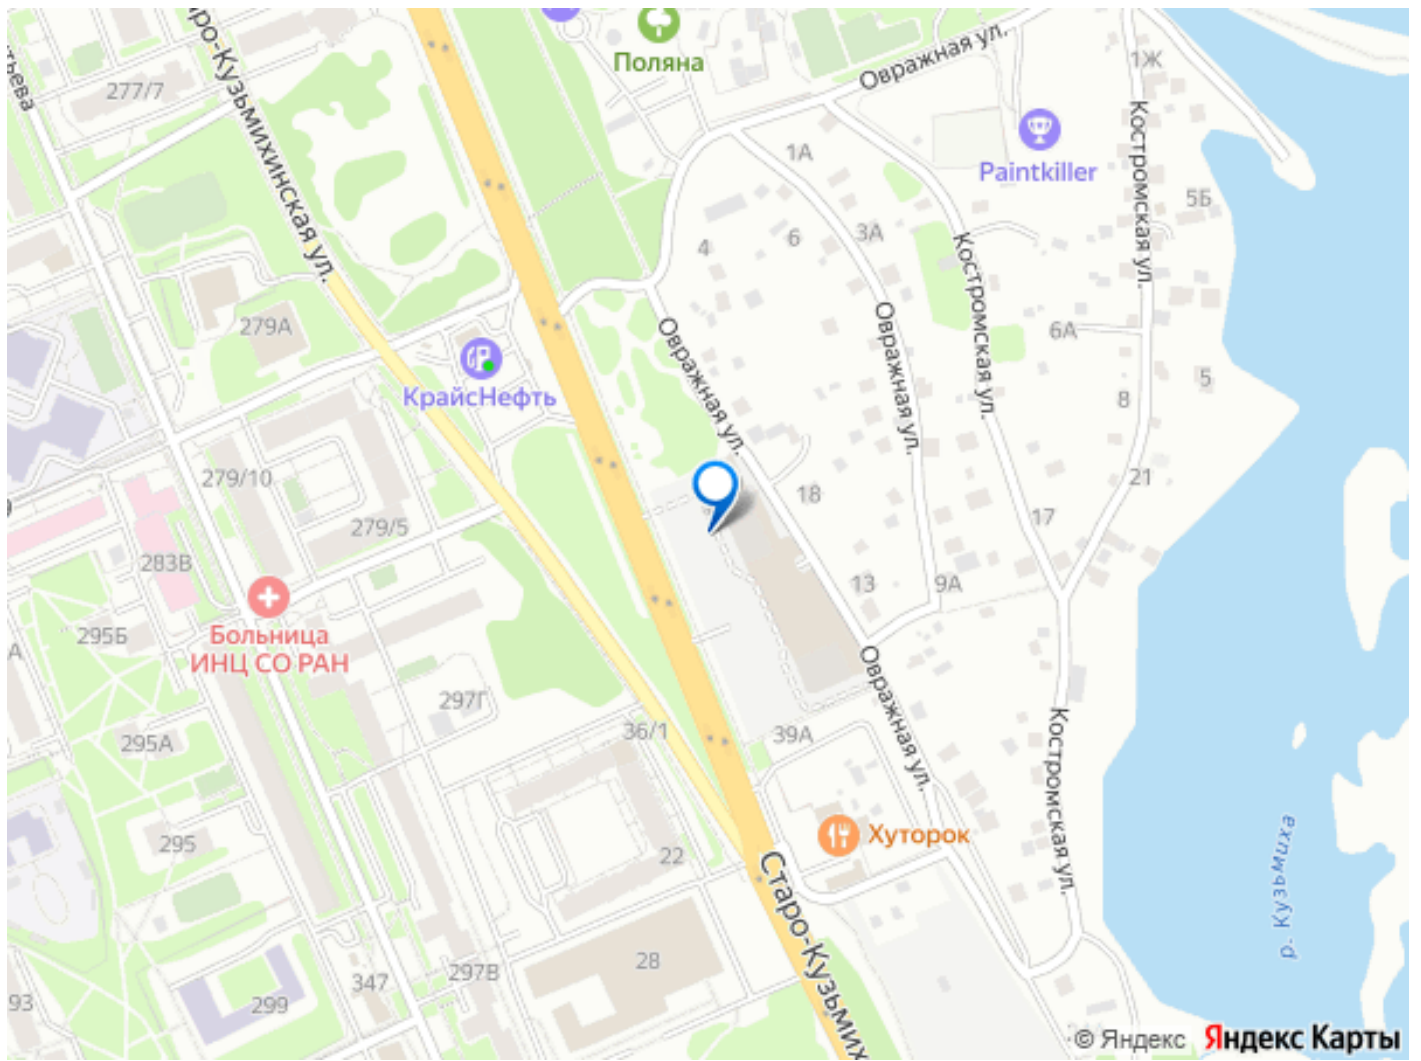 Поляна
Овражная ул.
1Ж
277/7
Старо-Кузьмихинская ул.
Костромская ул.
Paintkiller
1А
5Б
4
6
3А
Костромская ул.
279А
Овражная ул.
Овражная ул.
6А
5
8
КрайсНефть
279/10
279/5
18
21
17
283В
13
9А
295Б
Больница
ИНЦ СО РАН
297Г
Овражная ул.
295А
36/1
39А
Костромская ул.
295
22
Хуторок
Старо-Кузьмих
р. Кузьмиха
347
297В
28
299
93
© Яндекс Яндекс Карты